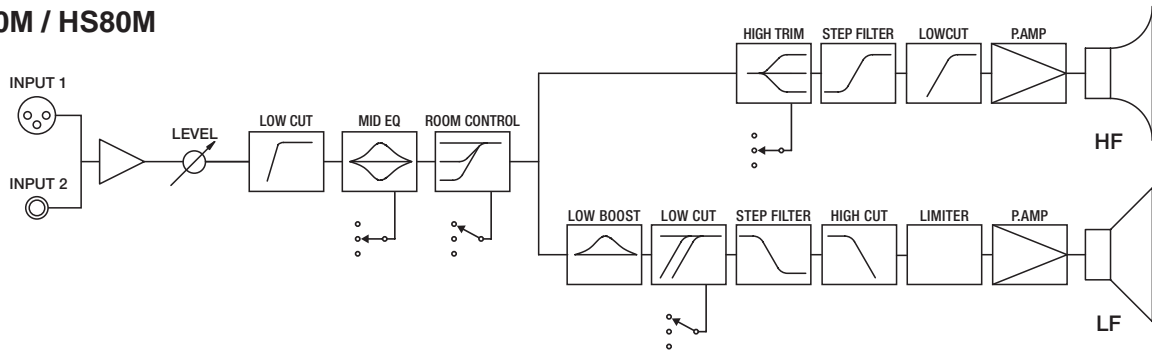 0M / HS80M
INPUT 1
INPUT 2
LEVEL
LOW CUT
MID EQ
ROOM CONTROL
HIGH TRIM
STEP FILTER
LOWCUT
P.AMP
HF
LOW BOOST
LOW CUT
STEP FILTER
HIGH CUT
LIMITER
P.AMP
LF